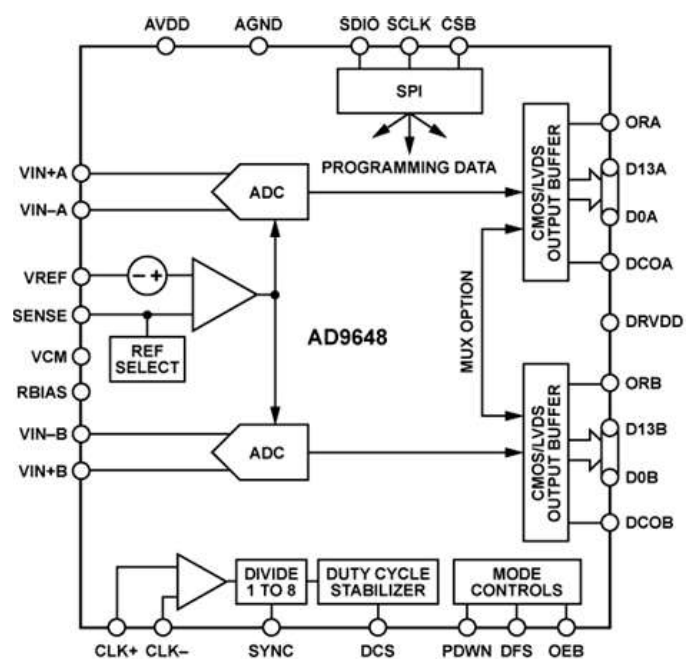 AVDD AGND SDIO SCLK CSB
SPI
PROGRAMMING DATA
VIN+A
VIN–A
ADC
CMOS/LVDS
OUTPUT BUFFER
ORA
D13A
D0A
DCOA
VREF
– +
SENSE
REF
SELECT
VCM
RBIAS
AD9648
MUX OPTION
DRVDD
VIN–B
VIN+B
ADC
CMOS/LVDS
OUTPUT BUFFER
ORB
D13B
D0B
DCOB
DIVIDE
1 TO 8
DUTY CYCLE
STABILIZER
MODE
CONTROLS
CLK+ CLK– SYNC DCS PDWN DFS OEB